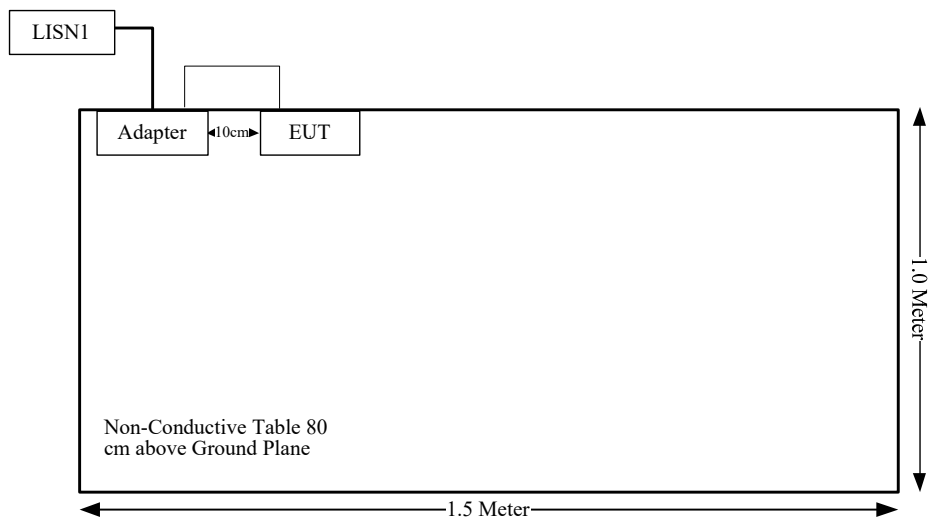 LISN1
Adapter
10cm
EUT
1.0 Meter
Non-Conductive Table 80
cm above Ground Plane
1.5 Meter